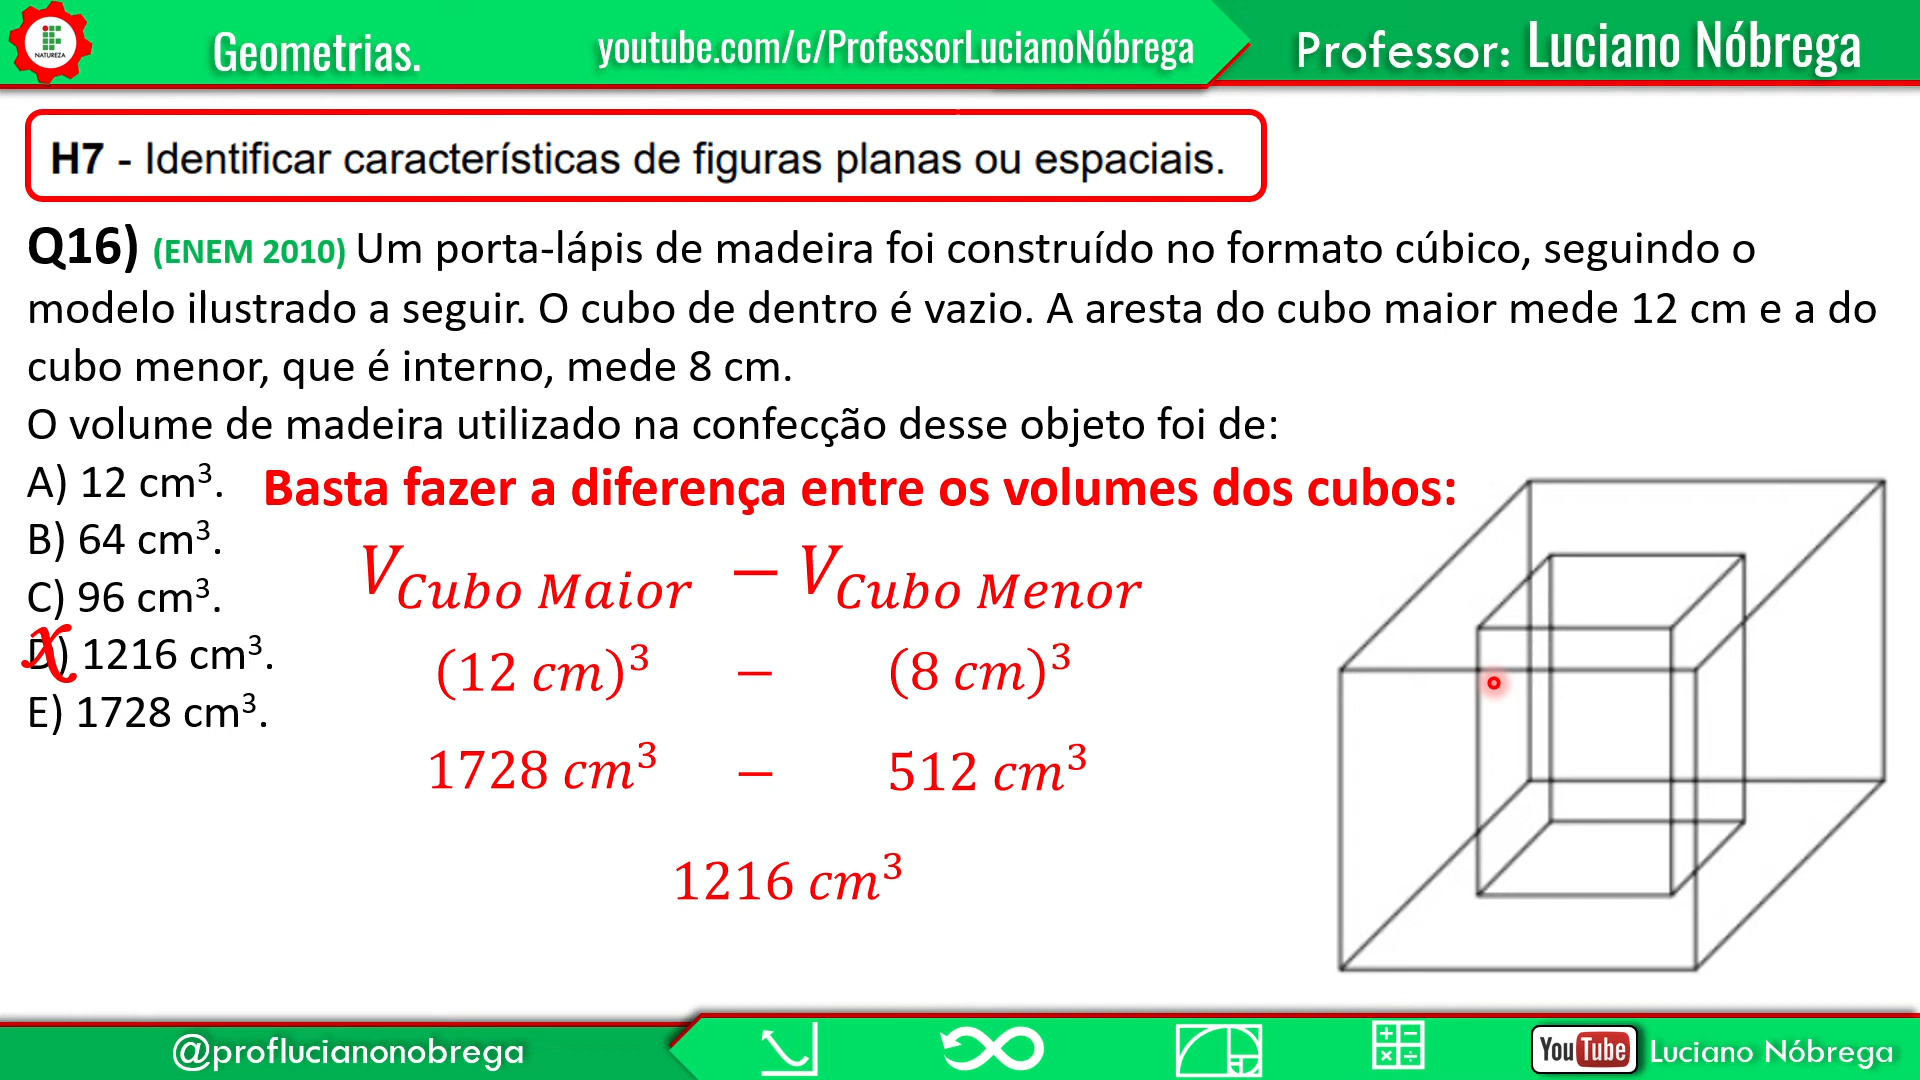 IF
NATUREZA
Geometrias.
youtube.com/c/ProfessorLucianoNóbrega
Professor: Luciano Nóbrega
H7 - Identificar características de figuras planas ou espaciais.
Q16) (ENEM 2010) Um porta-lápis de madeira foi construído no formato cúbico, seguindo o
modelo ilustrado a seguir. O cubo de dentro é vazio. A aresta do cubo maior mede 12 cm e a do
cubo menor, que é interno, mede 8 cm.
O volume de madeira utilizado na confecção desse objeto foi de:
A) 12 cm³.
Basta fazer a diferença entre os volumes dos cubos:
B) 64 cm³.
C) 96 cm³.
D) 1216 cm³.
X
E) 1728 cm³.
V_Cubo Maior − V_Cubo Menor
(12 cm)³ − (8 cm)³
1728 cm³ − 512 cm³
1216 cm³
@proflucianonobrega
+ − × ÷
YouTube Luciano Nóbrega